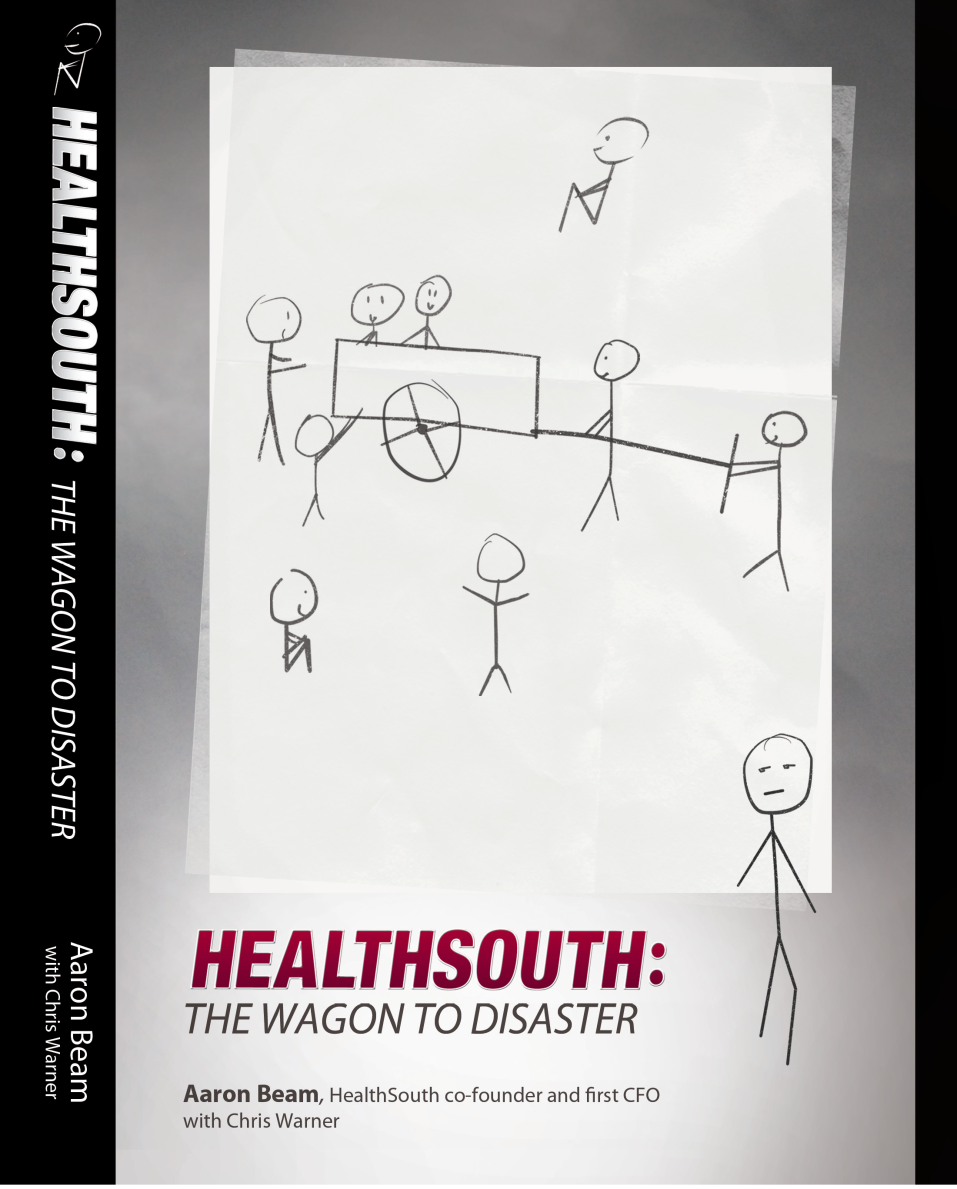 HEALTHSOUTH: THE WAGON TO DISASTER
Aaron Beam
with Chris Warner
HEALTHSOUTH:
THE WAGON TO DISASTER
Aaron Beam, HealthSouth co-founder and first CFO
with Chris Warner